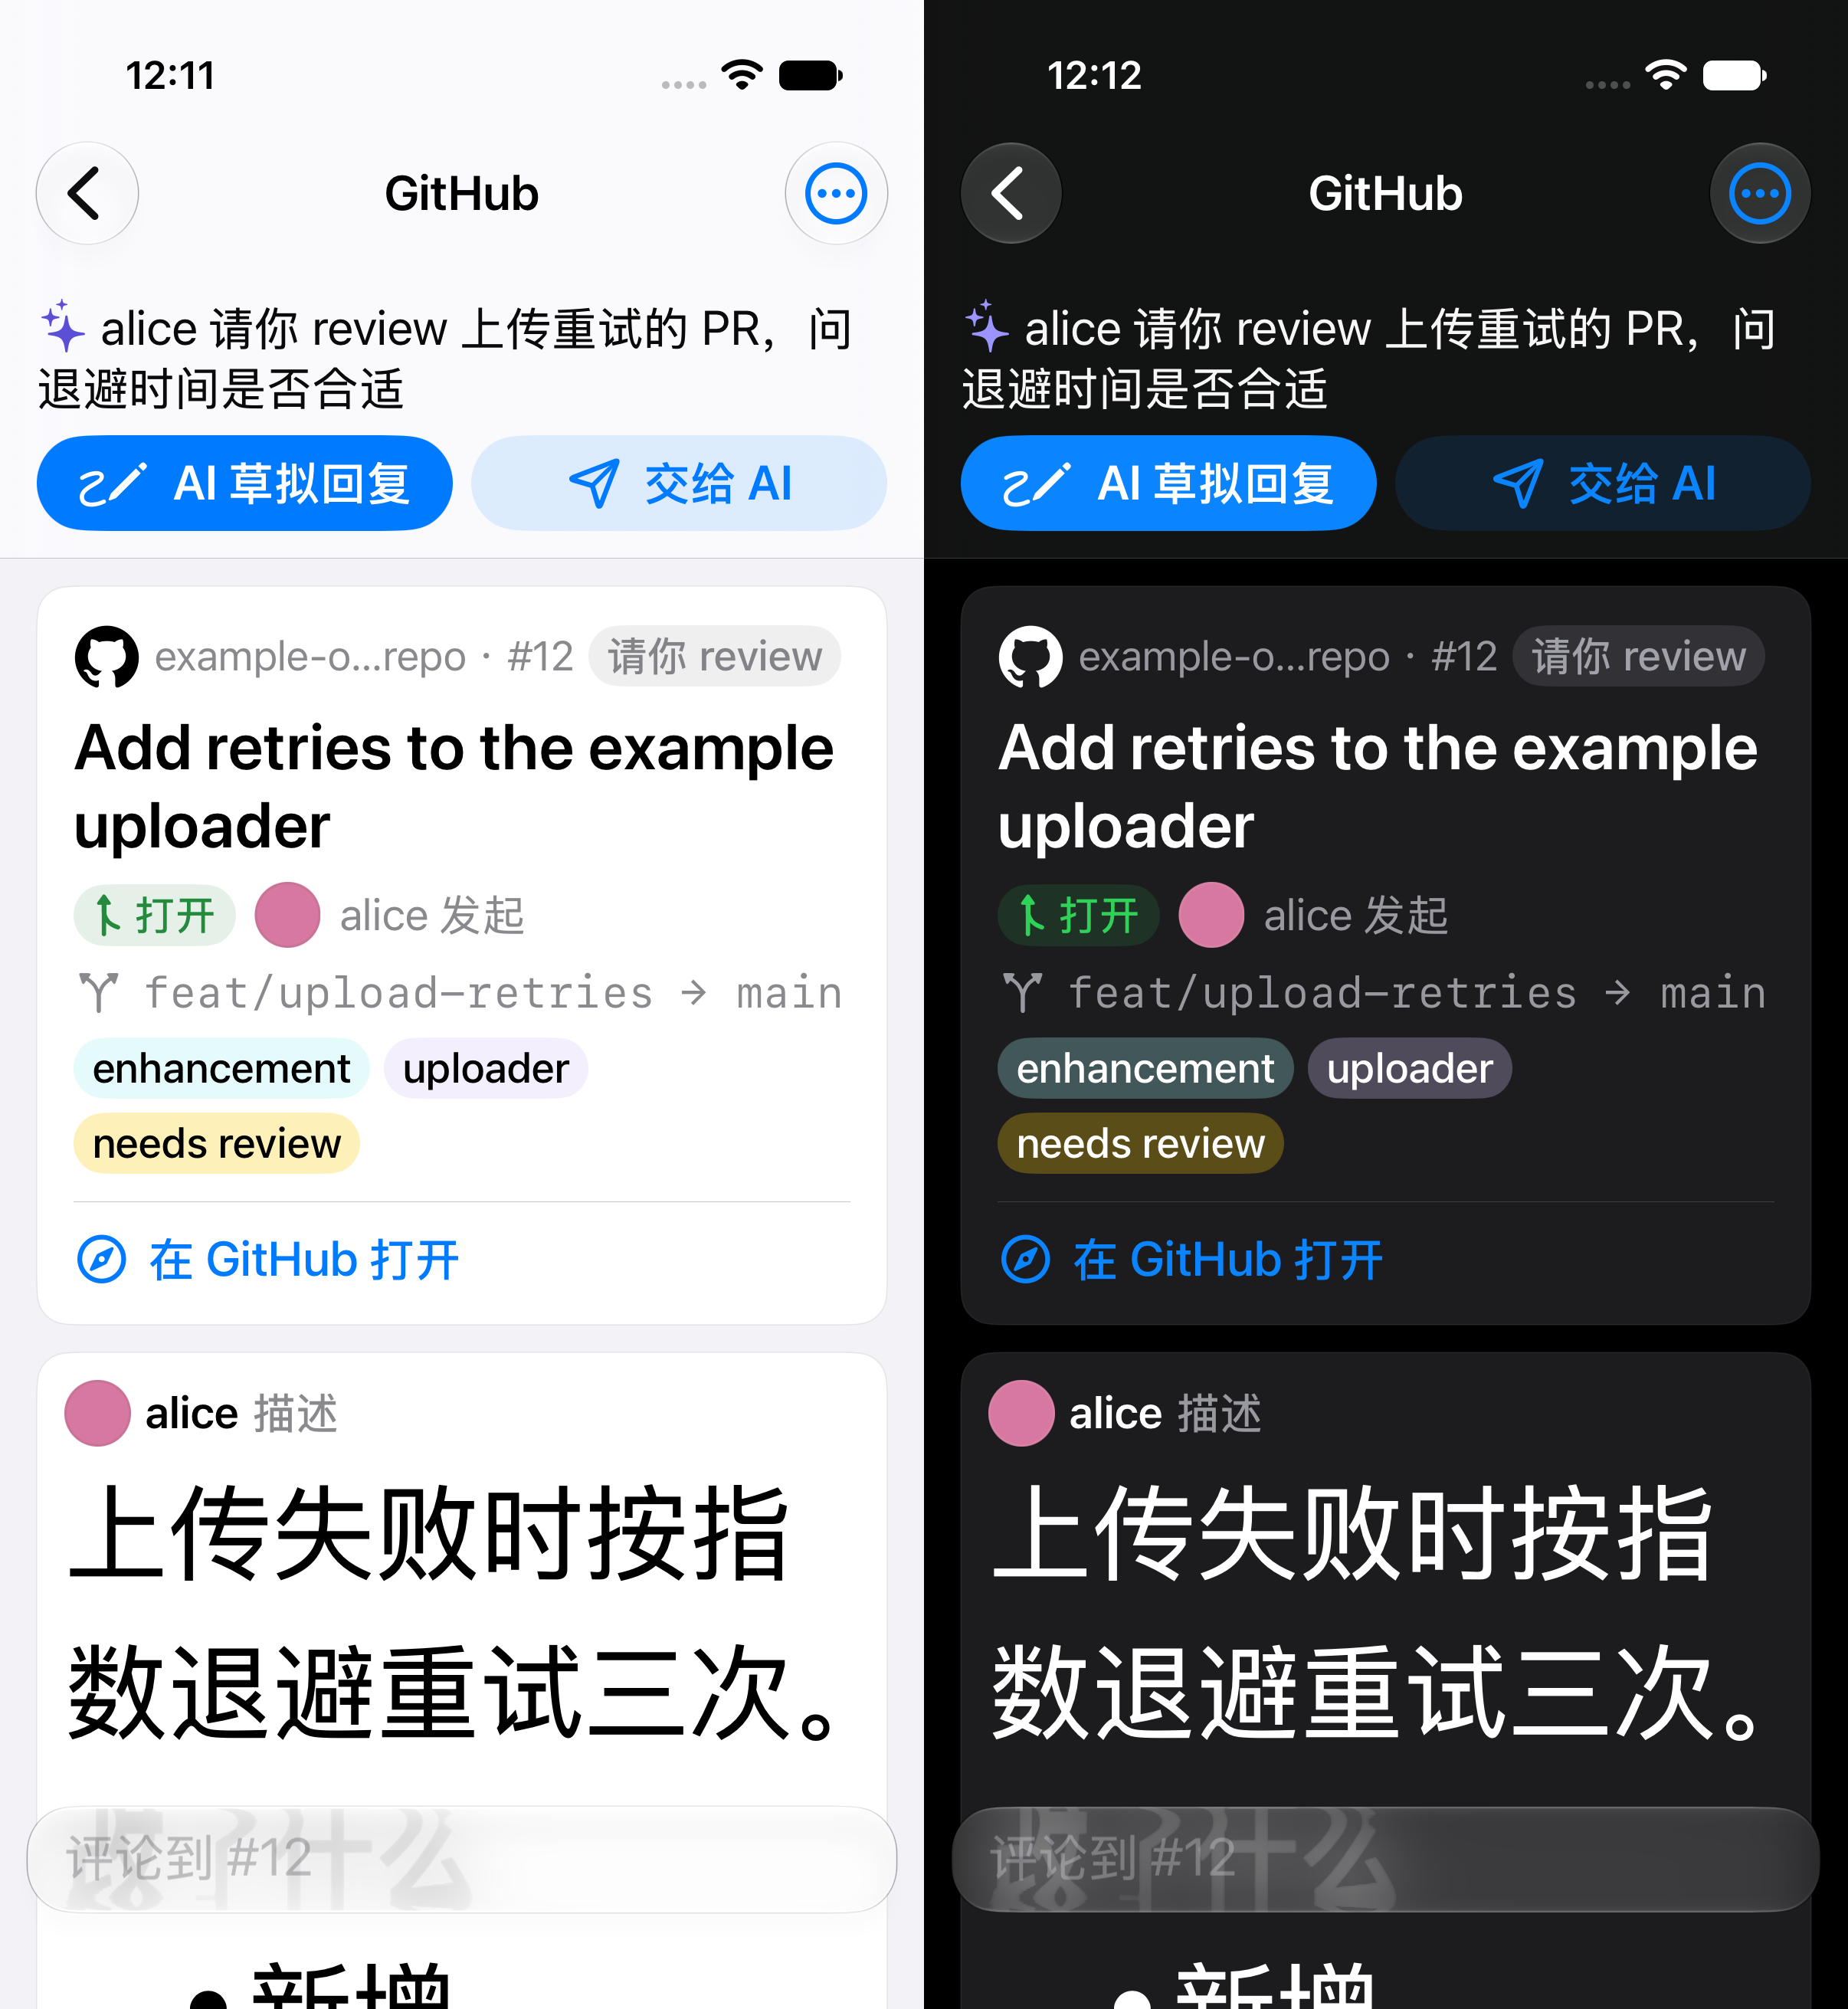 12:11
GitHub
alice 请你 review 上传重试的 PR，问
退避时间是否合适
AI 草拟回复
交给 AI
example-o...repo · #12 请你 review
Add retries to the example
uploader
打开 alice 发起
feat/upload-retries → main
enhancement uploader
needs review
在 GitHub 打开
alice 描述
上传失败时按指
数退避重试三次。
评论到 #12
新增
12:12
GitHub
alice 请你 review 上传重试的 PR，问
退避时间是否合适
AI 草拟回复
交给 AI
example-o...repo · #12 请你 review
Add retries to the example
uploader
打开 alice 发起
feat/upload-retries → main
enhancement uploader
needs review
在 GitHub 打开
alice 描述
上传失败时按指
数退避重试三次。
评论到 #12
新增